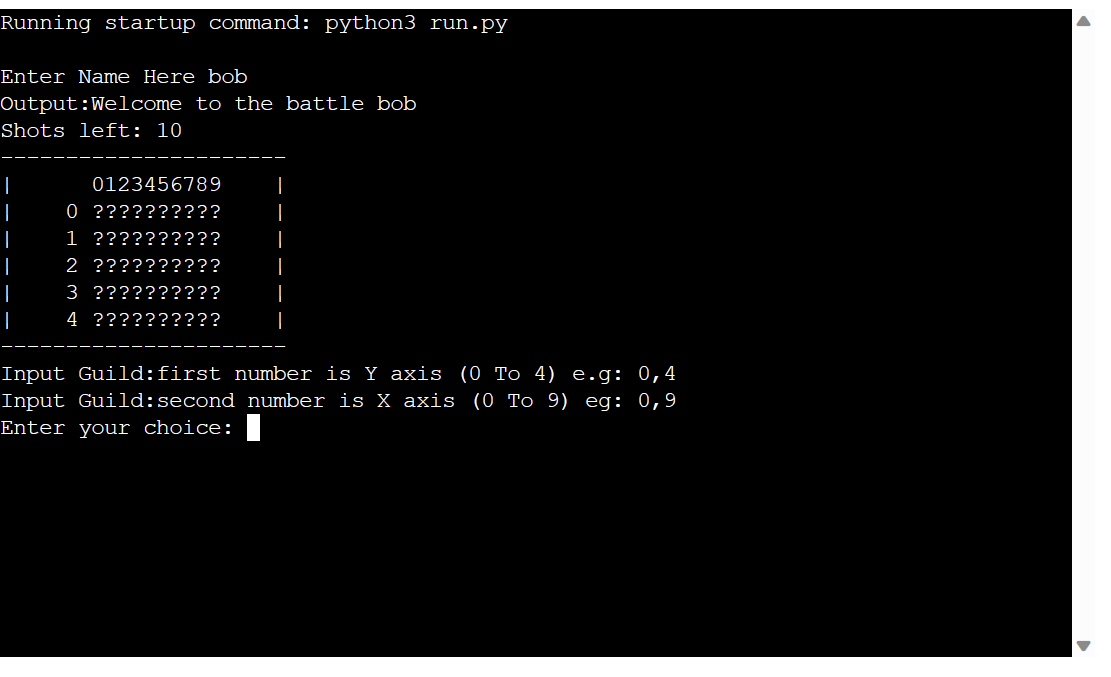 Running startup command: python3 run.py
Enter Name Here bob
Output:Welcome to the battle bob
Shots left: 10
----------------------
|      0123456789    |
|    0 ??????????    |
|    1 ??????????    |
|    2 ??????????    |
|    3 ??????????    |
|    4 ??????????    |
----------------------
Input Guild:first number is Y axis (0 To 4) e.g: 0,4
Input Guild:second number is X axis (0 To 9) eg: 0,9
Enter your choice: